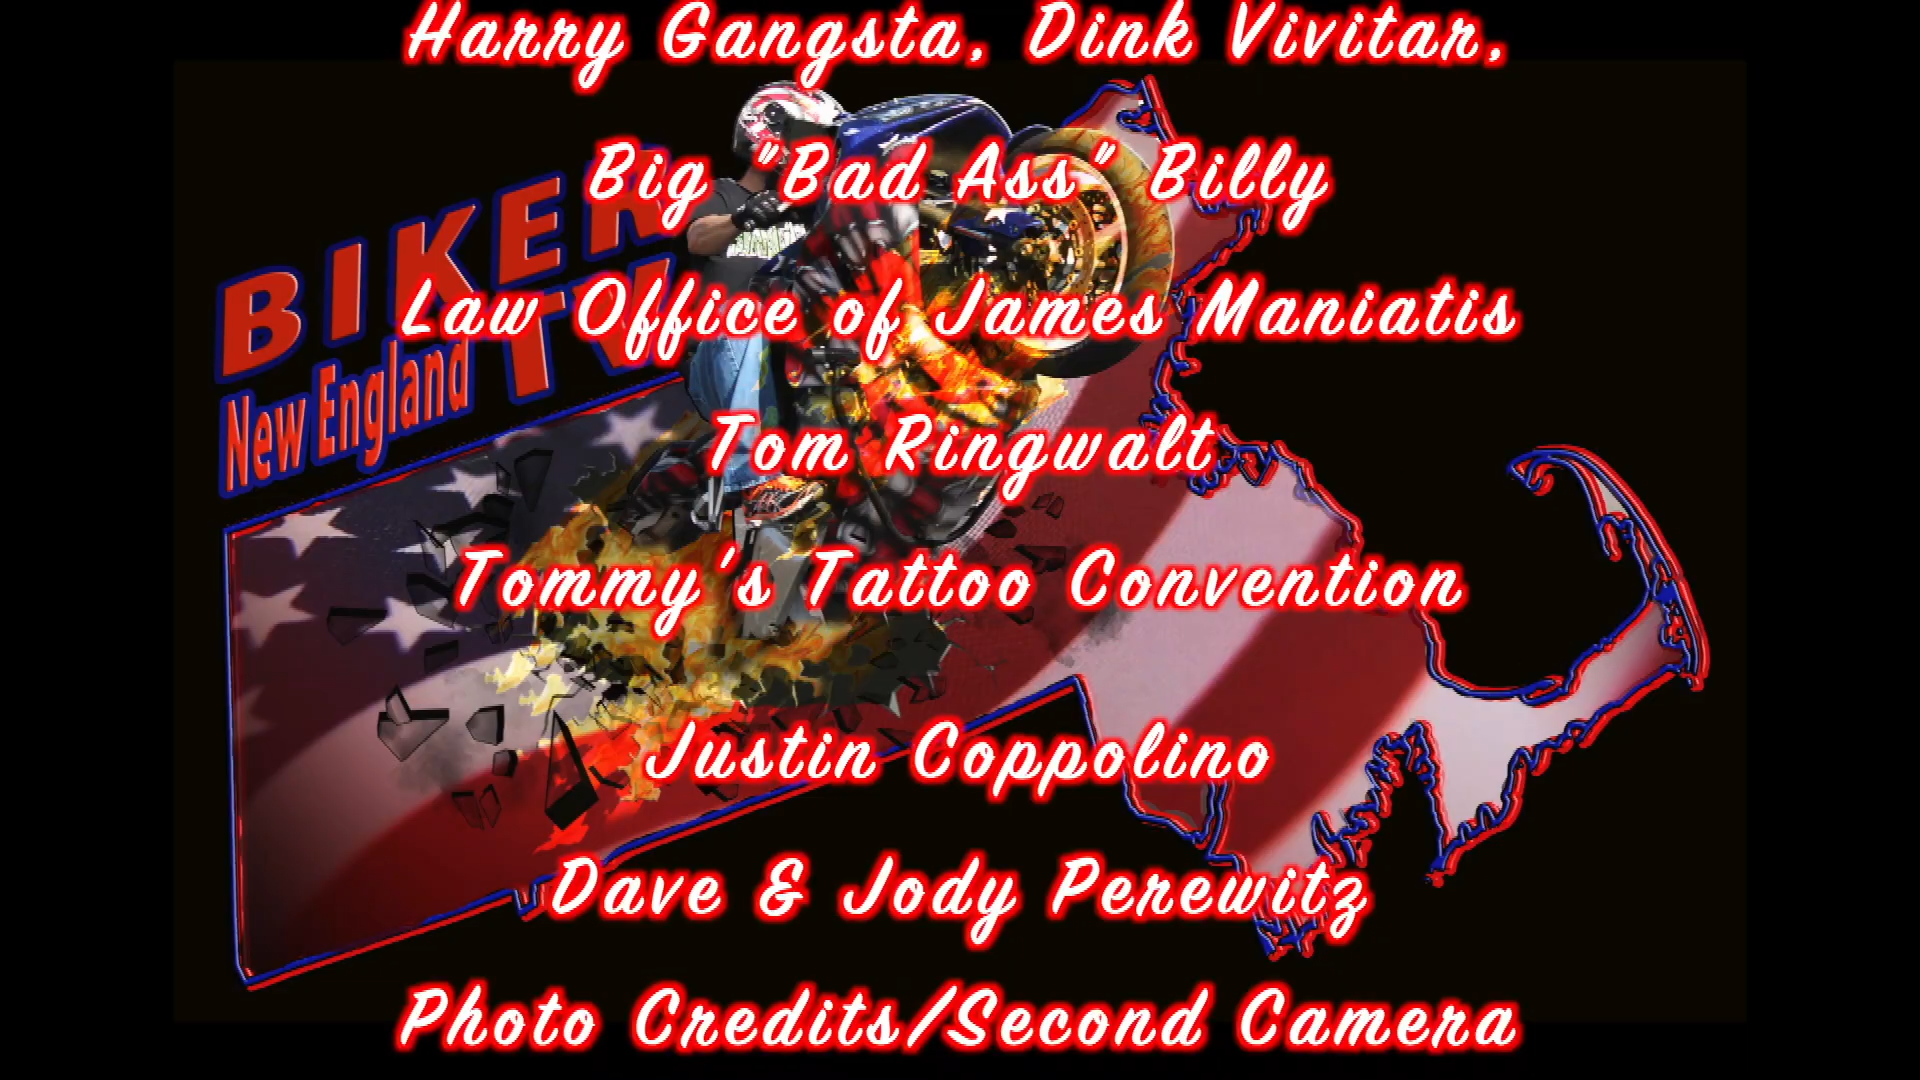 Harry Gangsta, Dink Vivitar,
Big "Bad Ass" Billy
BIKER
Law Office of James Maniatis
TV
New England
Tom Ringwalt
Tommy's Tattoo Convention
Justin Coppolino
Dave & Jody Perewitz
Photo Credits/Second Camera